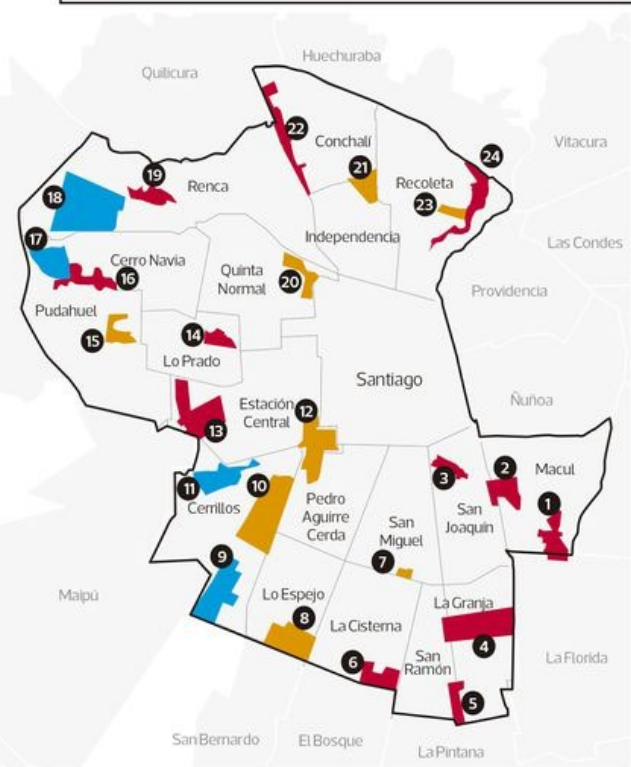 Huechuraba
Quilicura
22
Conchalí
Vitacura
24
19
21
Renca
Recoleta
18
23
17
Independencia
Las Condes
Cerro Navia
16
Quinta
Normal
20
Providencia
Pudahuel
15
14
Lo Prado
Santiago
Ñuñoa
Estación
Central
12
13
2
Macul
3
11
10
Cerrillos
Pedro
Aguirre
Cerda
San
Joaquín
1
San
Miguel
9
7
Maipú
Lo Espejo
La Granja
8
La Cisterna
4
6
San
Ramón
La Florida
5
San Bernardo
El Bosque
La Pintana